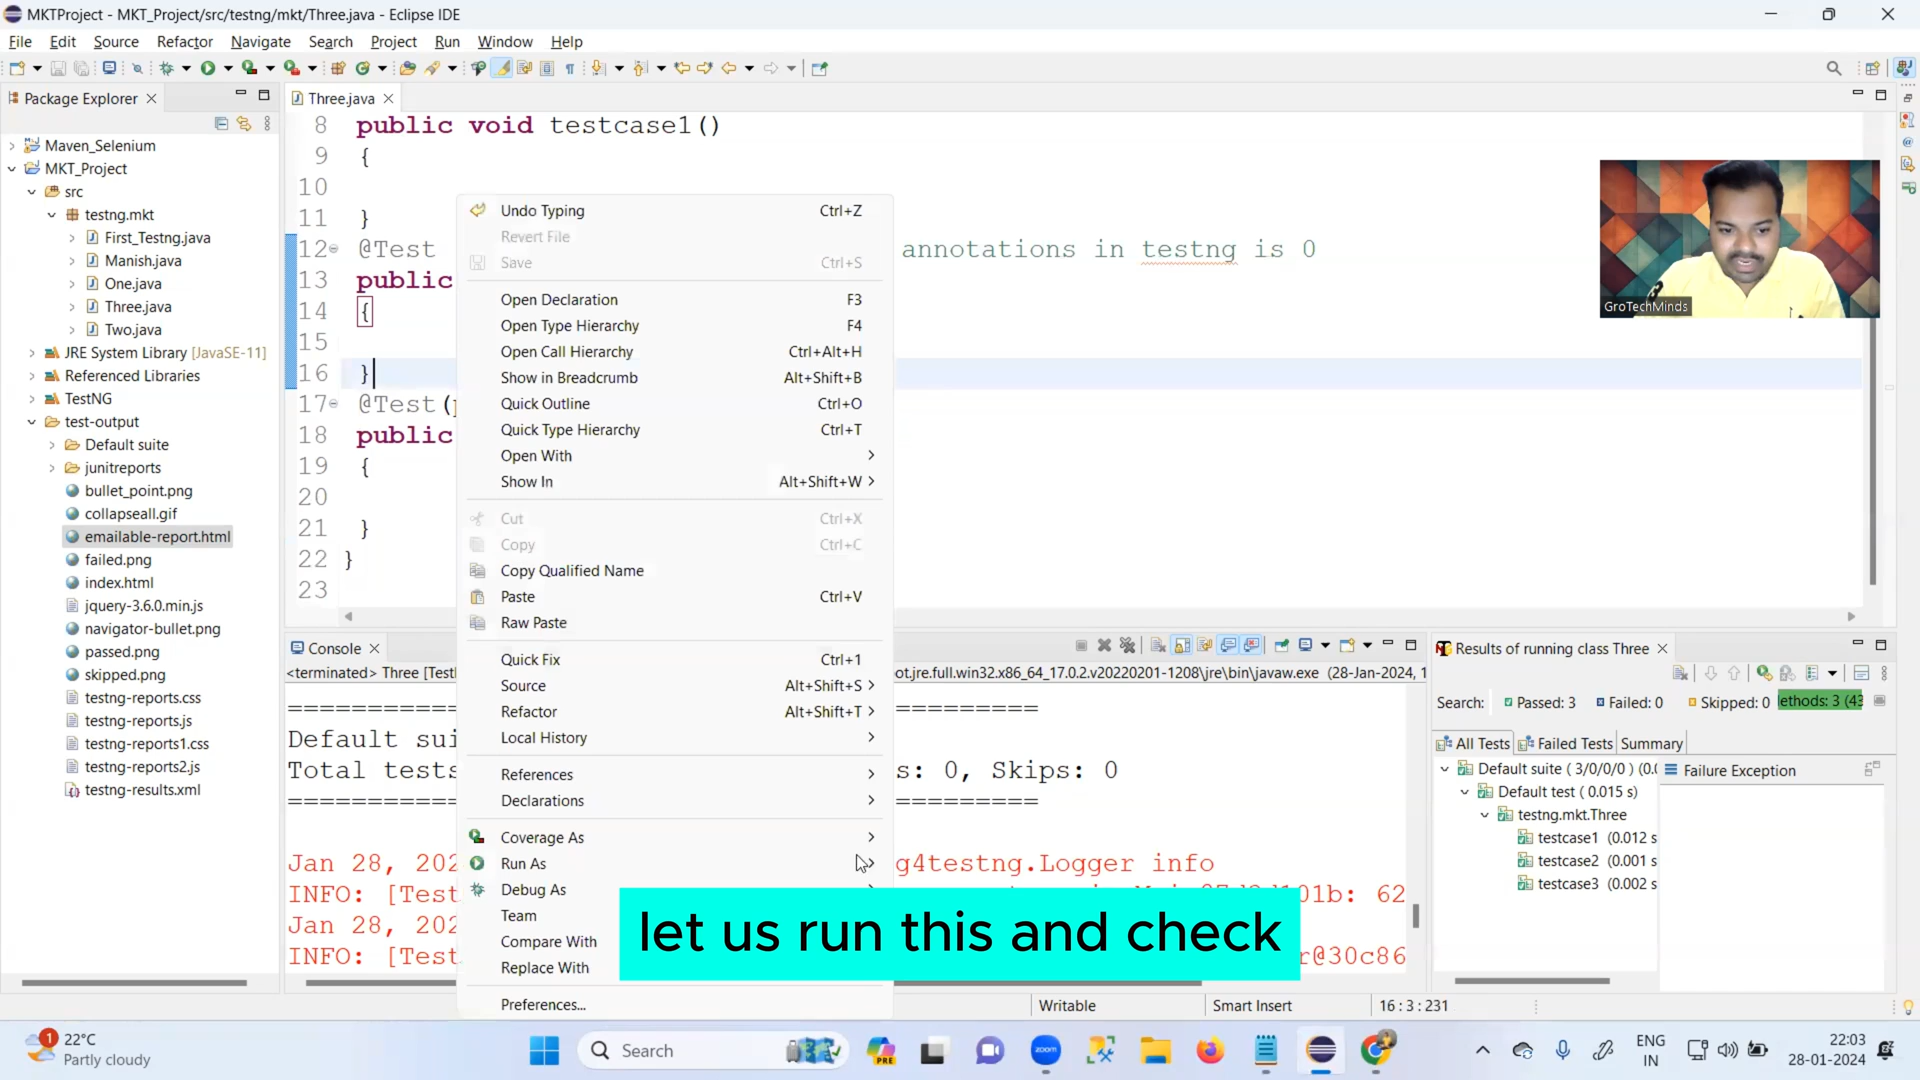 MKTProject - MKT_Project/src/testng/mkt/Three.java - Eclipse IDE
File Edit Source Refactor Navigate Search Project Run Window Help
Package Explorer
Three.java
Maven_Selenium
MKT_Project
src
testng.mkt
First_Testng.java
Manish.java
One.java
Three.java
Two.java
JRE System Library [JavaSE-11]
Referenced Libraries
TestNG
test-output
Default suite
junitreports
bullet_point.png
collapseall.gif
emailable-report.html
failed.png
index.html
jquery-3.6.0.min.js
navigator-bullet.png
passed.png
skipped.png
testng-reports.css
testng-reports.js
testng-reports1.css
testng-reports2.js
testng-results.xml
8 public void testcase1()
9 {
10
11 }
12 @Test annotations in testng is 0
13 public
14 {
15
16 }
17 @Test(
18 public
19 {
20
21 }
22 }
23
Undo Typing Ctrl+Z
Revert File
Save Ctrl+S
Open Declaration F3
Open Type Hierarchy F4
Open Call Hierarchy Ctrl+Alt+H
Show in Breadcrumb Alt+Shift+B
Quick Outline Ctrl+O
Quick Type Hierarchy Ctrl+T
Open With
Show In Alt+Shift+W
Cut Ctrl+X
Copy Ctrl+C
Copy Qualified Name
Paste Ctrl+V
Raw Paste
Quick Fix Ctrl+1
Source Alt+Shift+S
Refactor Alt+Shift+T
Local History
References
Declarations
Coverage As
Run As
Debug As
Team
Compare With
Replace With
Preferences...
GroTechMinds
Console
<terminated> Three [Test ot.jre.full.win32.x86_64_17.0.2.v20220201-1208\jre\bin\javaw.exe (28-Jan-2024, 1
===============
Default sui
Total tests s: 0, Skips: 0
===============
Jan 28, 202 g4testng.Logger info
INFO: [Test 01b: 62
Jan 28, 202
INFO: [Test r@30c86
let us run this and check
Results of running class Three
Search: Passed: 3 Failed: 0 Skipped: 0 ethods: 3 (43
All Tests Failed Tests Summary
Default suite ( 3/0/0/0 ) (0.0
Default test ( 0.015 s)
testng.mkt.Three
testcase1 (0.012 s
testcase2 (0.001 s
testcase3 (0.002 s
Failure Exception
Writable Smart Insert 16 : 3 : 231
1
22°C
Partly cloudy
Search
PRE
zoom
ENG
IN
22:03
28-01-2024